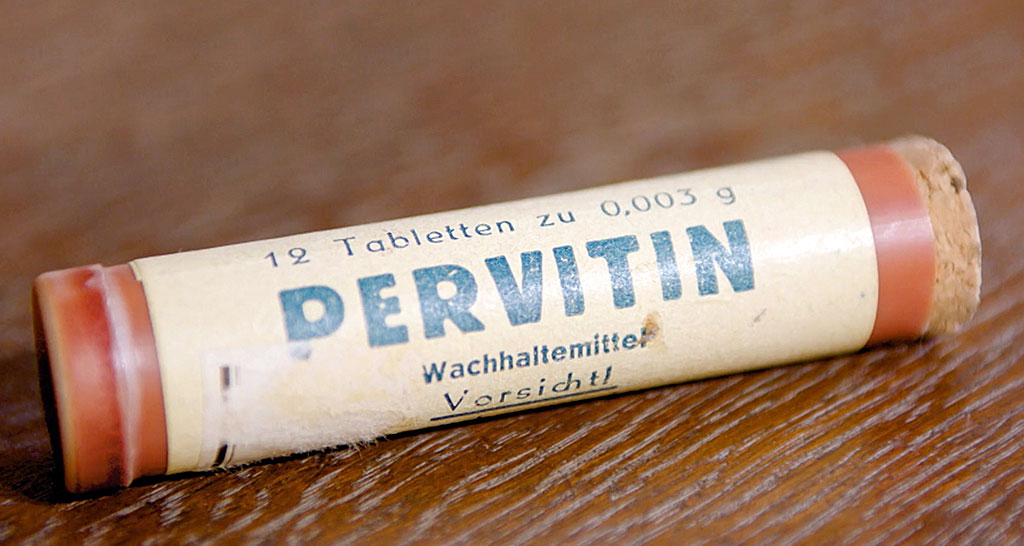 12 Tabletten zu 0,003 g
PERVITIN
Wachhaltemittel
Vorsicht!